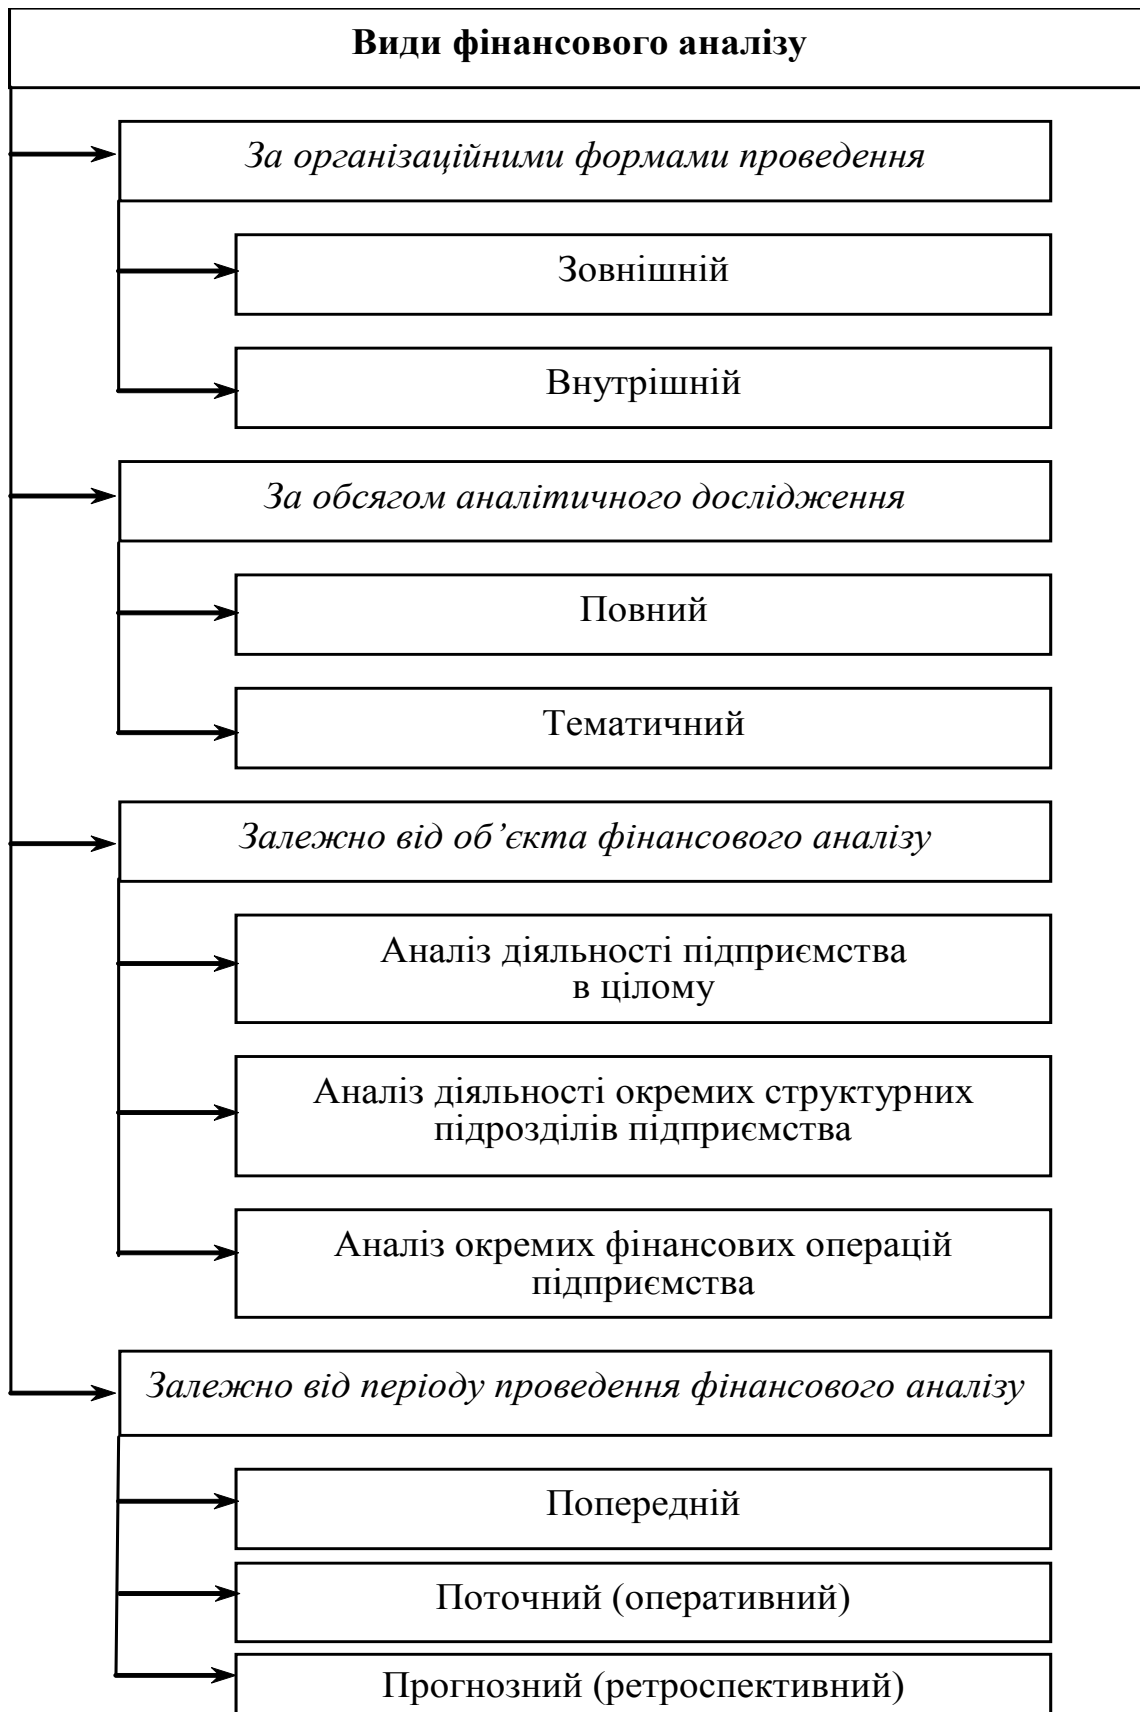 Види фінансового аналізу
За організаційними формами проведення
Зовнішній
Внутрішній
За обсягом аналітичного дослідження
Повний
Тематичний
Залежно від об’єкта фінансового аналізу
Аналіз діяльності підприємства
в цілому
Аналіз діяльності окремих структурних
підрозділів підприємства
Аналіз окремих фінансових операцій
підприємства
Залежно від періоду проведення фінансового аналізу
Попередній
Поточний (оперативний)
Прогнозний (ретроспективний)